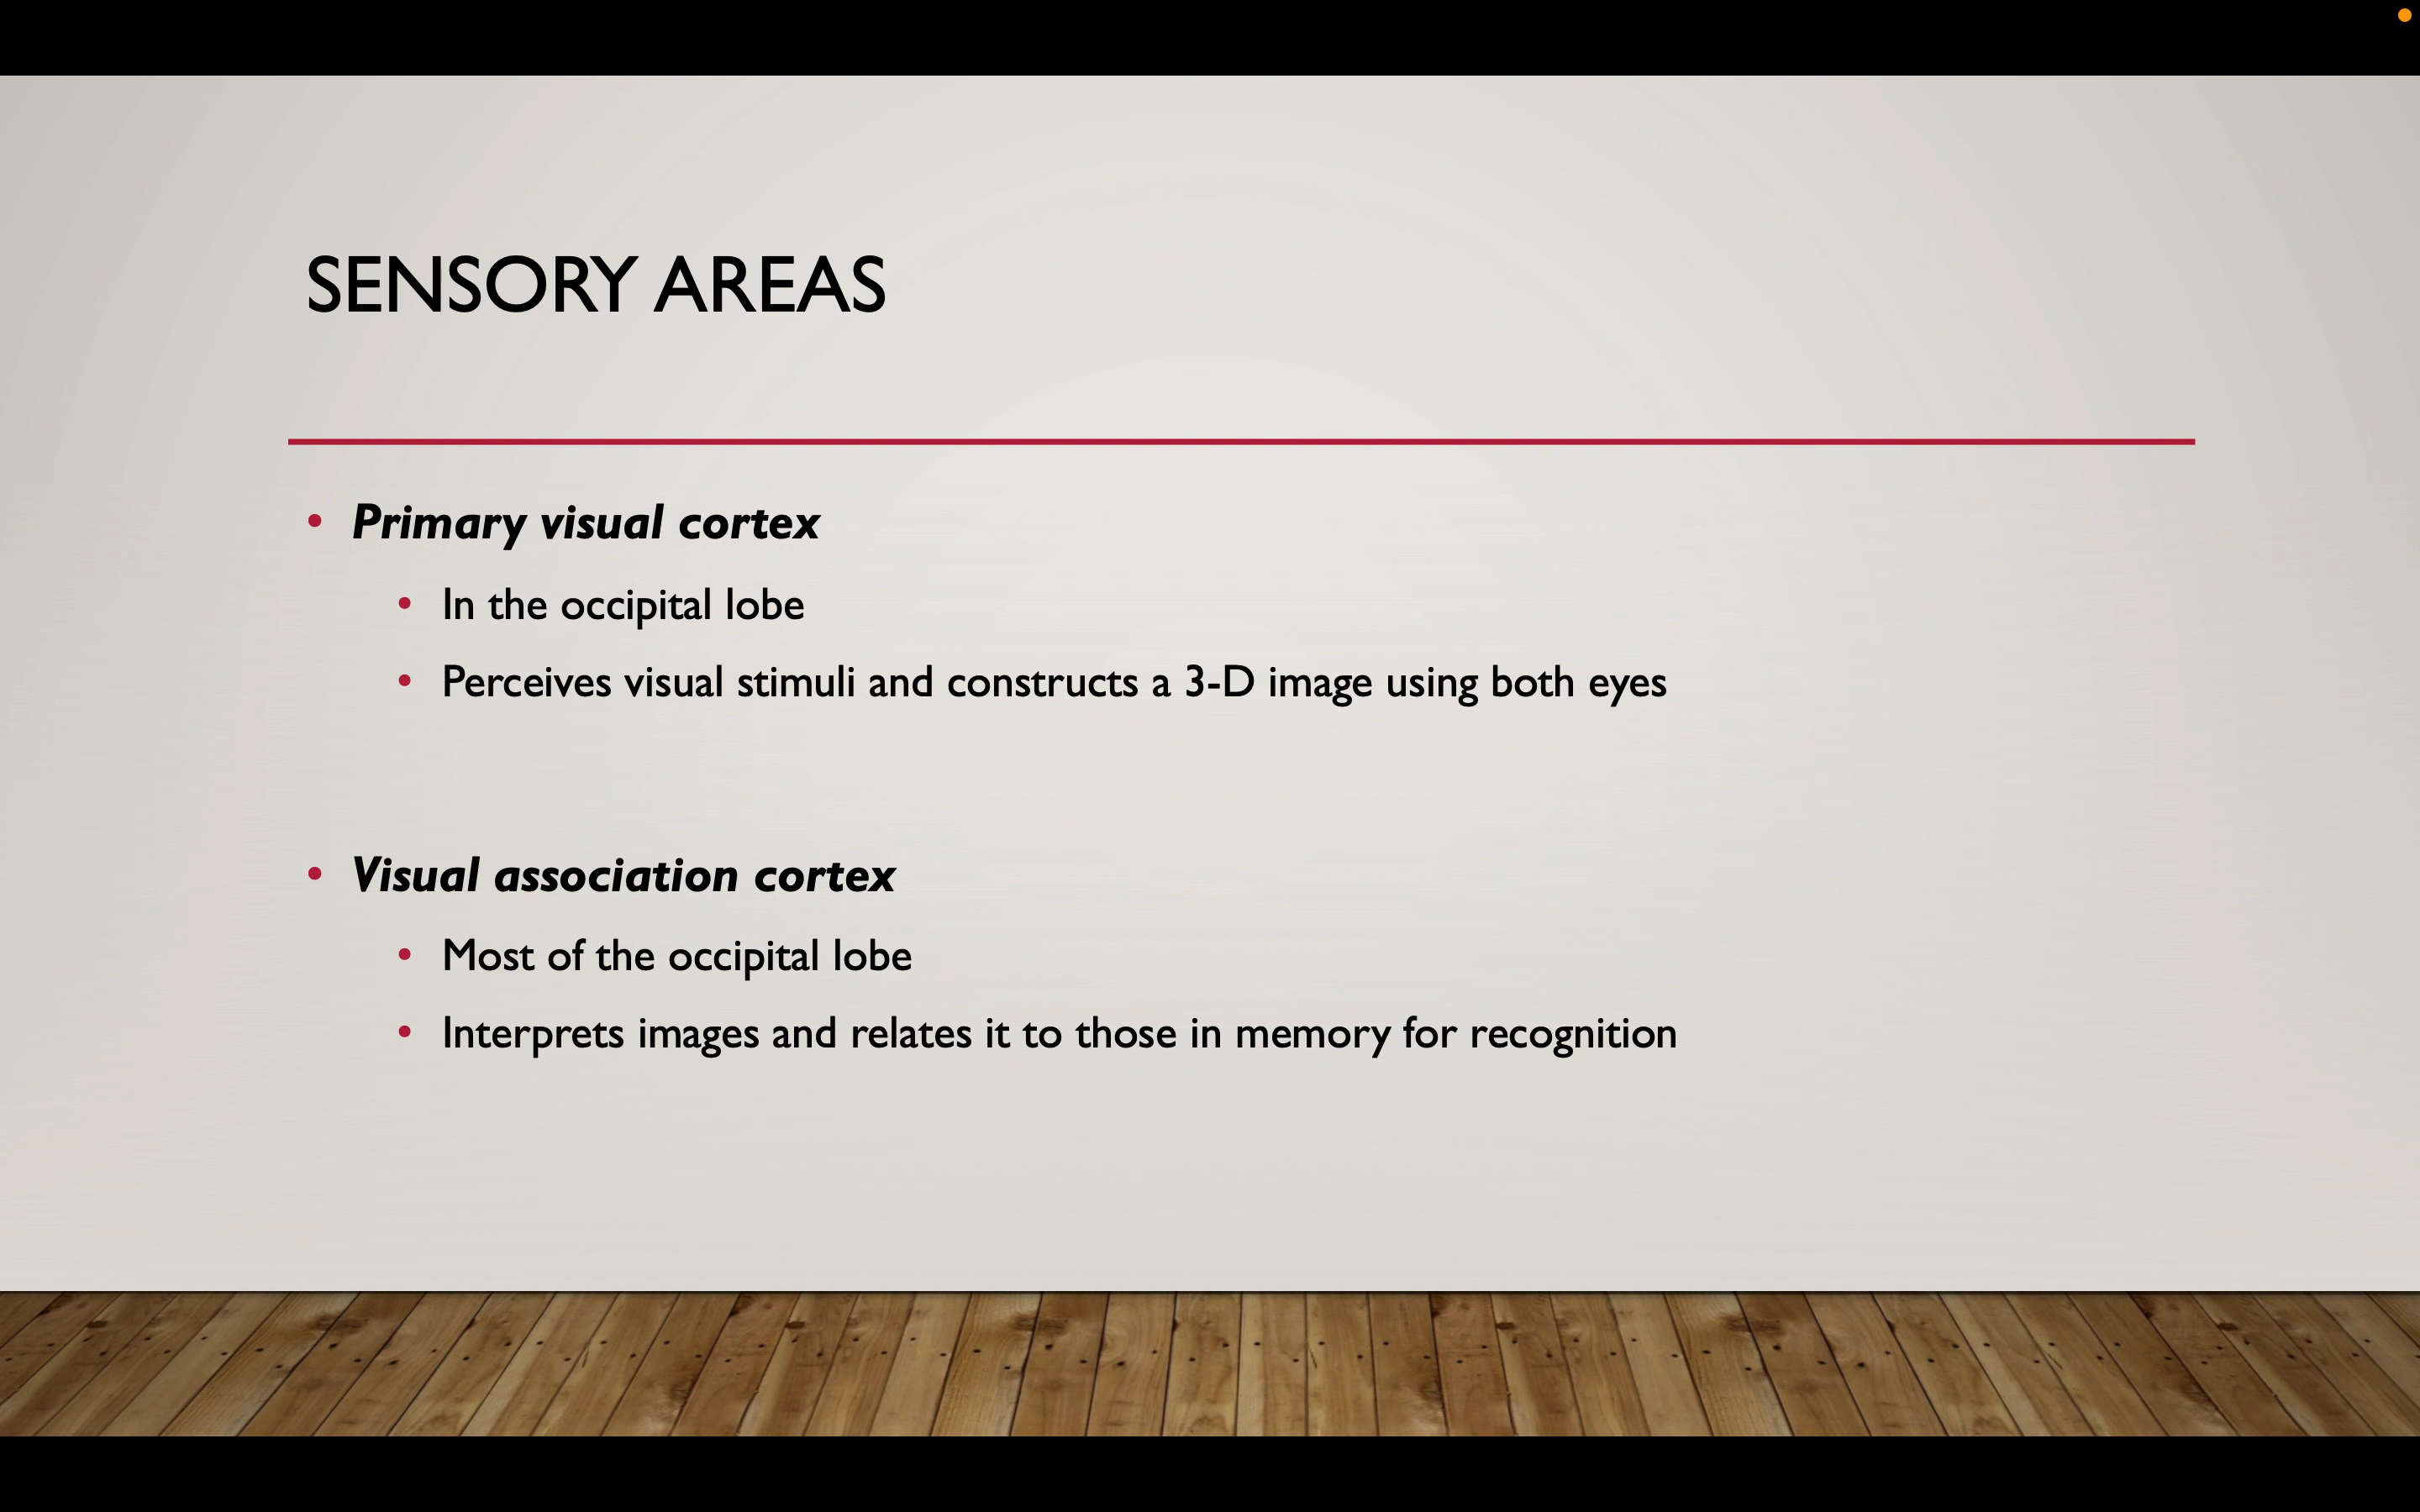 SENSORY AREAS
• Primary visual cortex
• In the occipital lobe
• Perceives visual stimuli and constructs a 3-D image using both eyes
• Visual association cortex
• Most of the occipital lobe
• Interprets images and relates it to those in memory for recognition